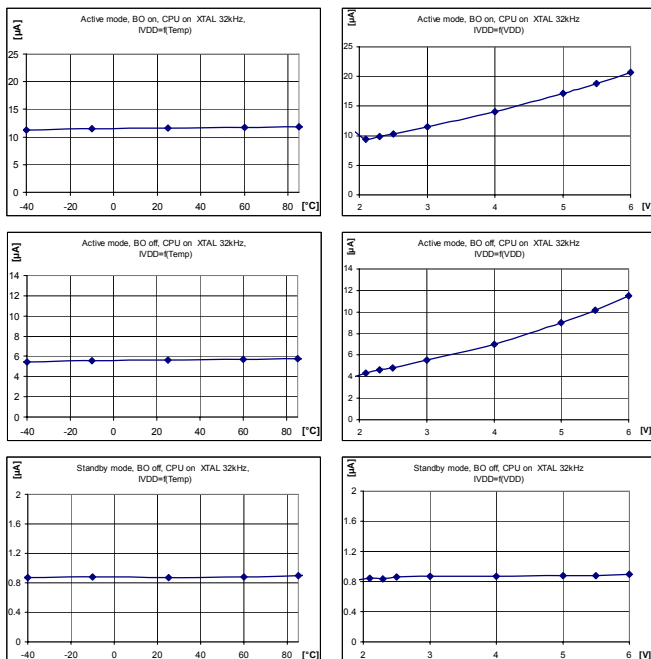 [µA]
Active mode, BO on, CPU on XTAL 32kHz,
IVDD=f(Temp)
25
20
15
10
5
0
-40 -20 0 20 40 60 80 [°C]
[µA]
Active mode, BO on, CPU on XTAL 32kHz
IVDD=f(VDD)
25
20
15
10
5
0
2 3 4 5 6 [V]
[µA]
Active mode, BO off, CPU on XTAL 32kHz,
IVDD=f(Temp)
14
12
10
8
6
4
2
0
-40 -20 0 20 40 60 80 [°C]
[µA]
Active mode, BO off, CPU on XTAL 32kHz
IVDD=f(VDD)
14
12
10
8
6
4
2
0
2 3 4 5 6 [V]
[µA]
Standby mode, BO off, CPU on XTAL 32kHz,
IVDD=f(Temp)
2
1.6
1.2
0.8
0.4
0
-40 -20 0 20 40 60 80 [°C]
[µA]
Standby mode, BO off, CPU on XTAL 32kHz
IVDD=f(VDD)
2
1.6
1.2
0.8
0.4
0
2 3 4 5 6 [V]